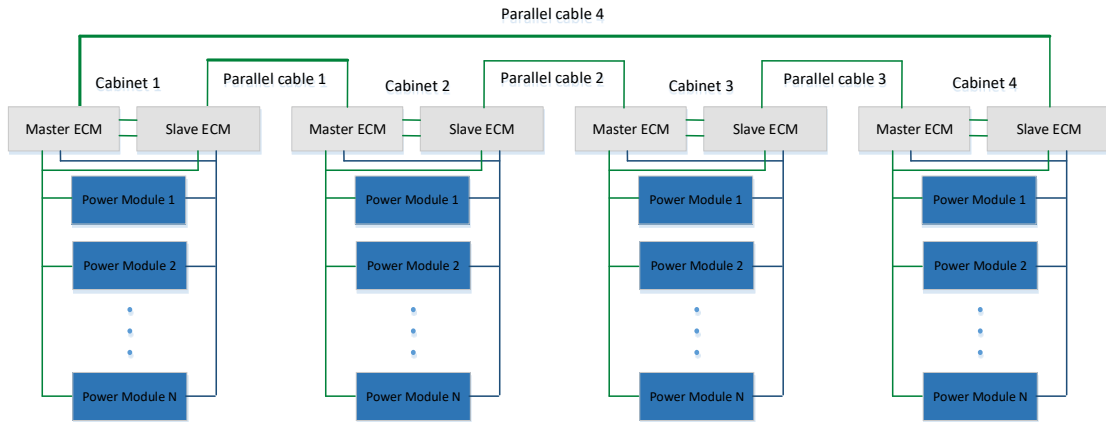 Parallel cable 4
Cabinet 1
Parallel cable 1
Cabinet 2
Parallel cable 2
Cabinet 3
Parallel cable 3
Cabinet 4
Master ECM
Slave ECM
Master ECM
Slave ECM
Master ECM
Slave ECM
Master ECM
Slave ECM
Power Module 1
Power Module 1
Power Module 1
Power Module 1
Power Module 2
Power Module 2
Power Module 2
Power Module 2
Power Module N
Power Module N
Power Module N
Power Module N